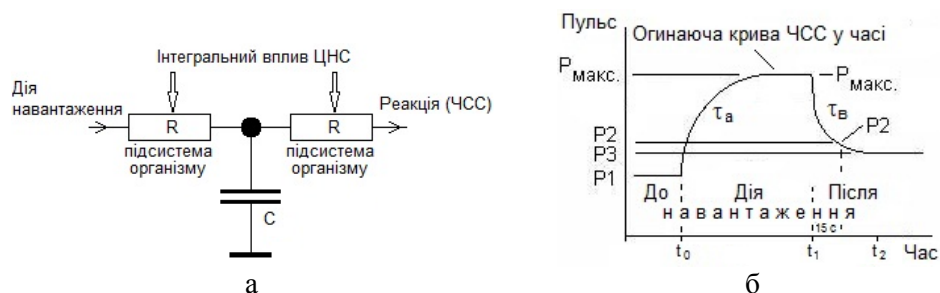 Інтегральний вплив ЦНС
Дія
навантаження
Реакція (ЧСС)
R
R
підсистема
організму
підсистема
організму
C
а
Пульс
Огинаюча крива ЧСС у часі
Pмакс.
Pмакс.
τа
τв
P2
P2
P3
P1
До
Дія
Після
навантаження
15 с
t0
t1
t2
Час
б